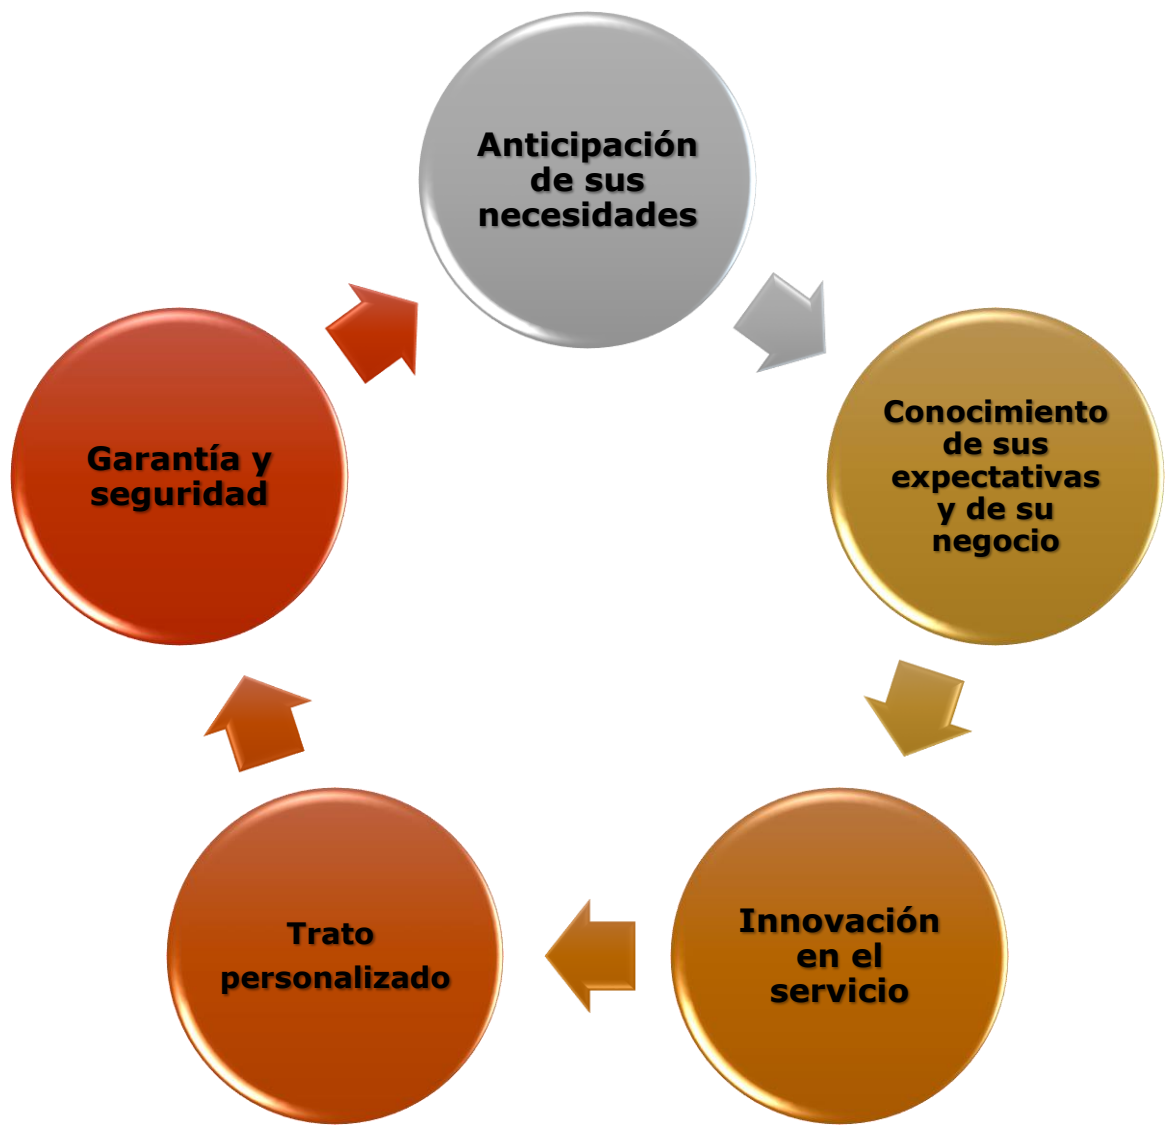 Anticipación
de sus
necesidades
Conocimiento
de sus
expectativas
y de su
negocio
Innovación
en el
servicio
Trato
personalizado
Garantía y
seguridad